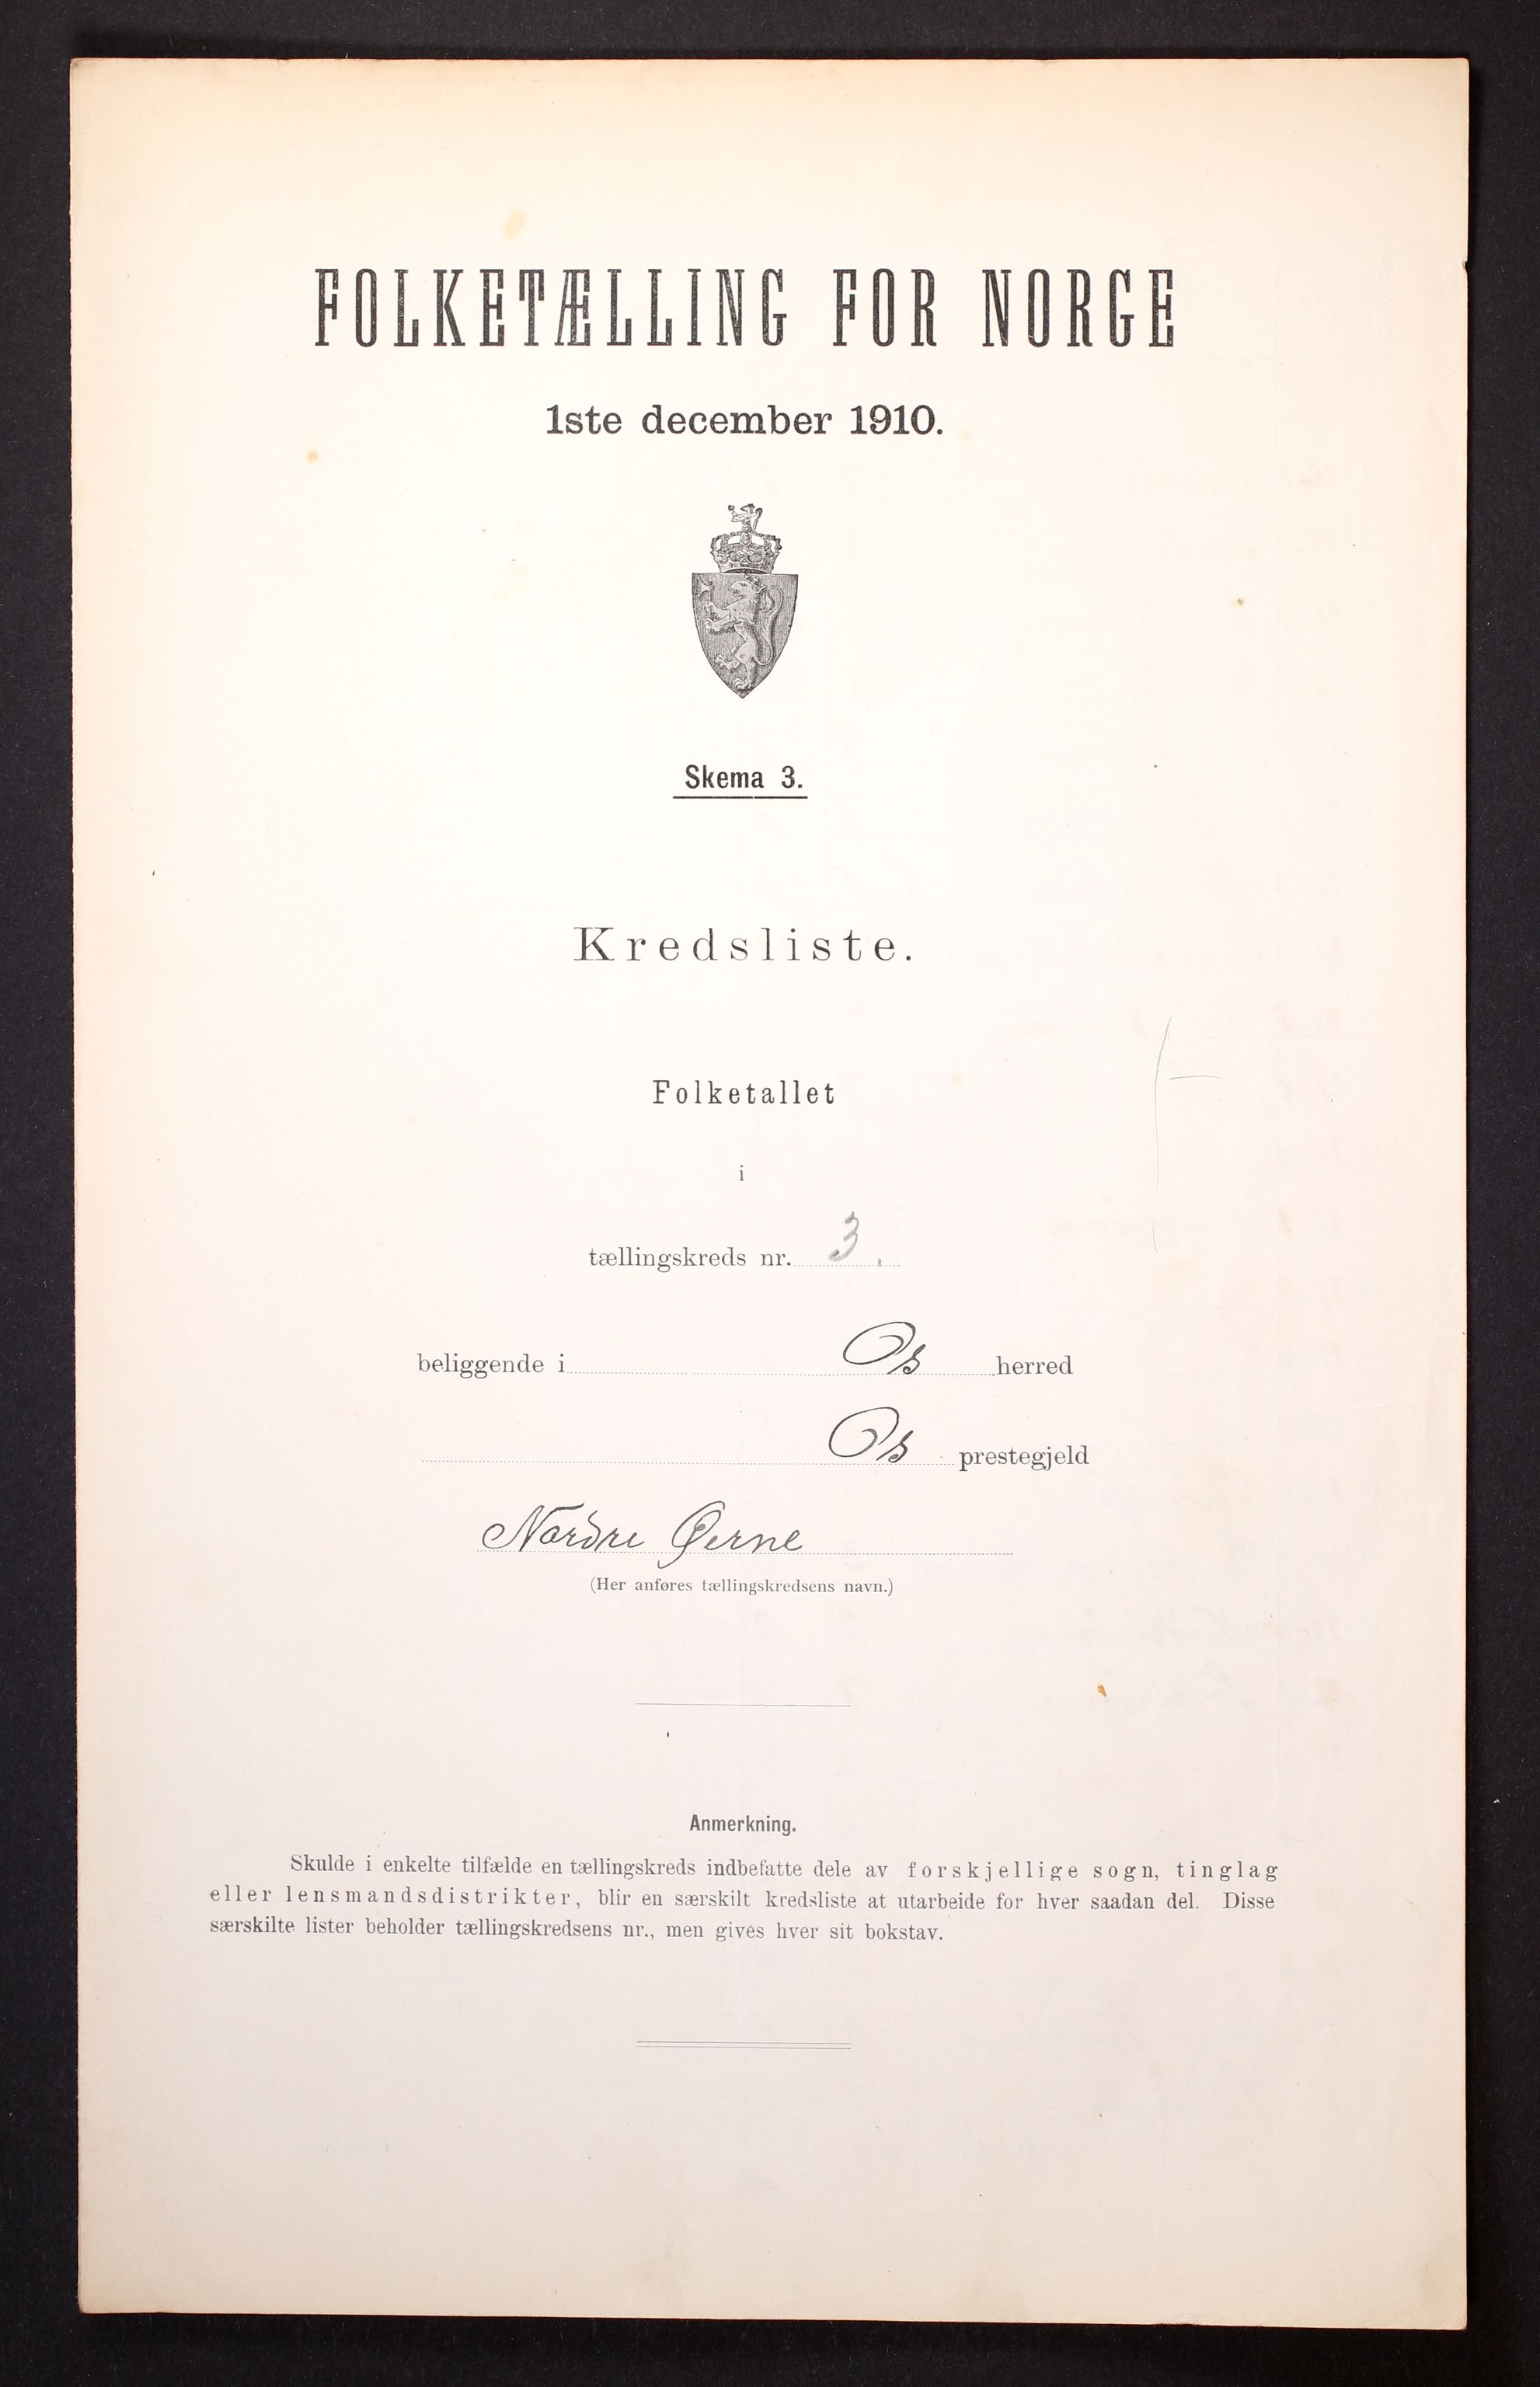 FOLKETÆLLING FOR NORGE
1ste december 1910.
Skema 3.
Kredsliste.
Folketallet
i
tællingskreds nr. 3.
beliggende i Os herred
Os prestegjeld
Nordre Øerne
(Her anføres tællingskredsens navn.)
Anmerkning.
Skulde i enkelte tilfælde en tællingskreds indbefatte dele av forskjellige sogn, tinglag
eller lensmandsdistrikter, blir en særskilt kredsliste at utarbeide for hver saadan del. Disse
særskilte lister beholder tællingskredsens nr., men gives hver sit bokstav.